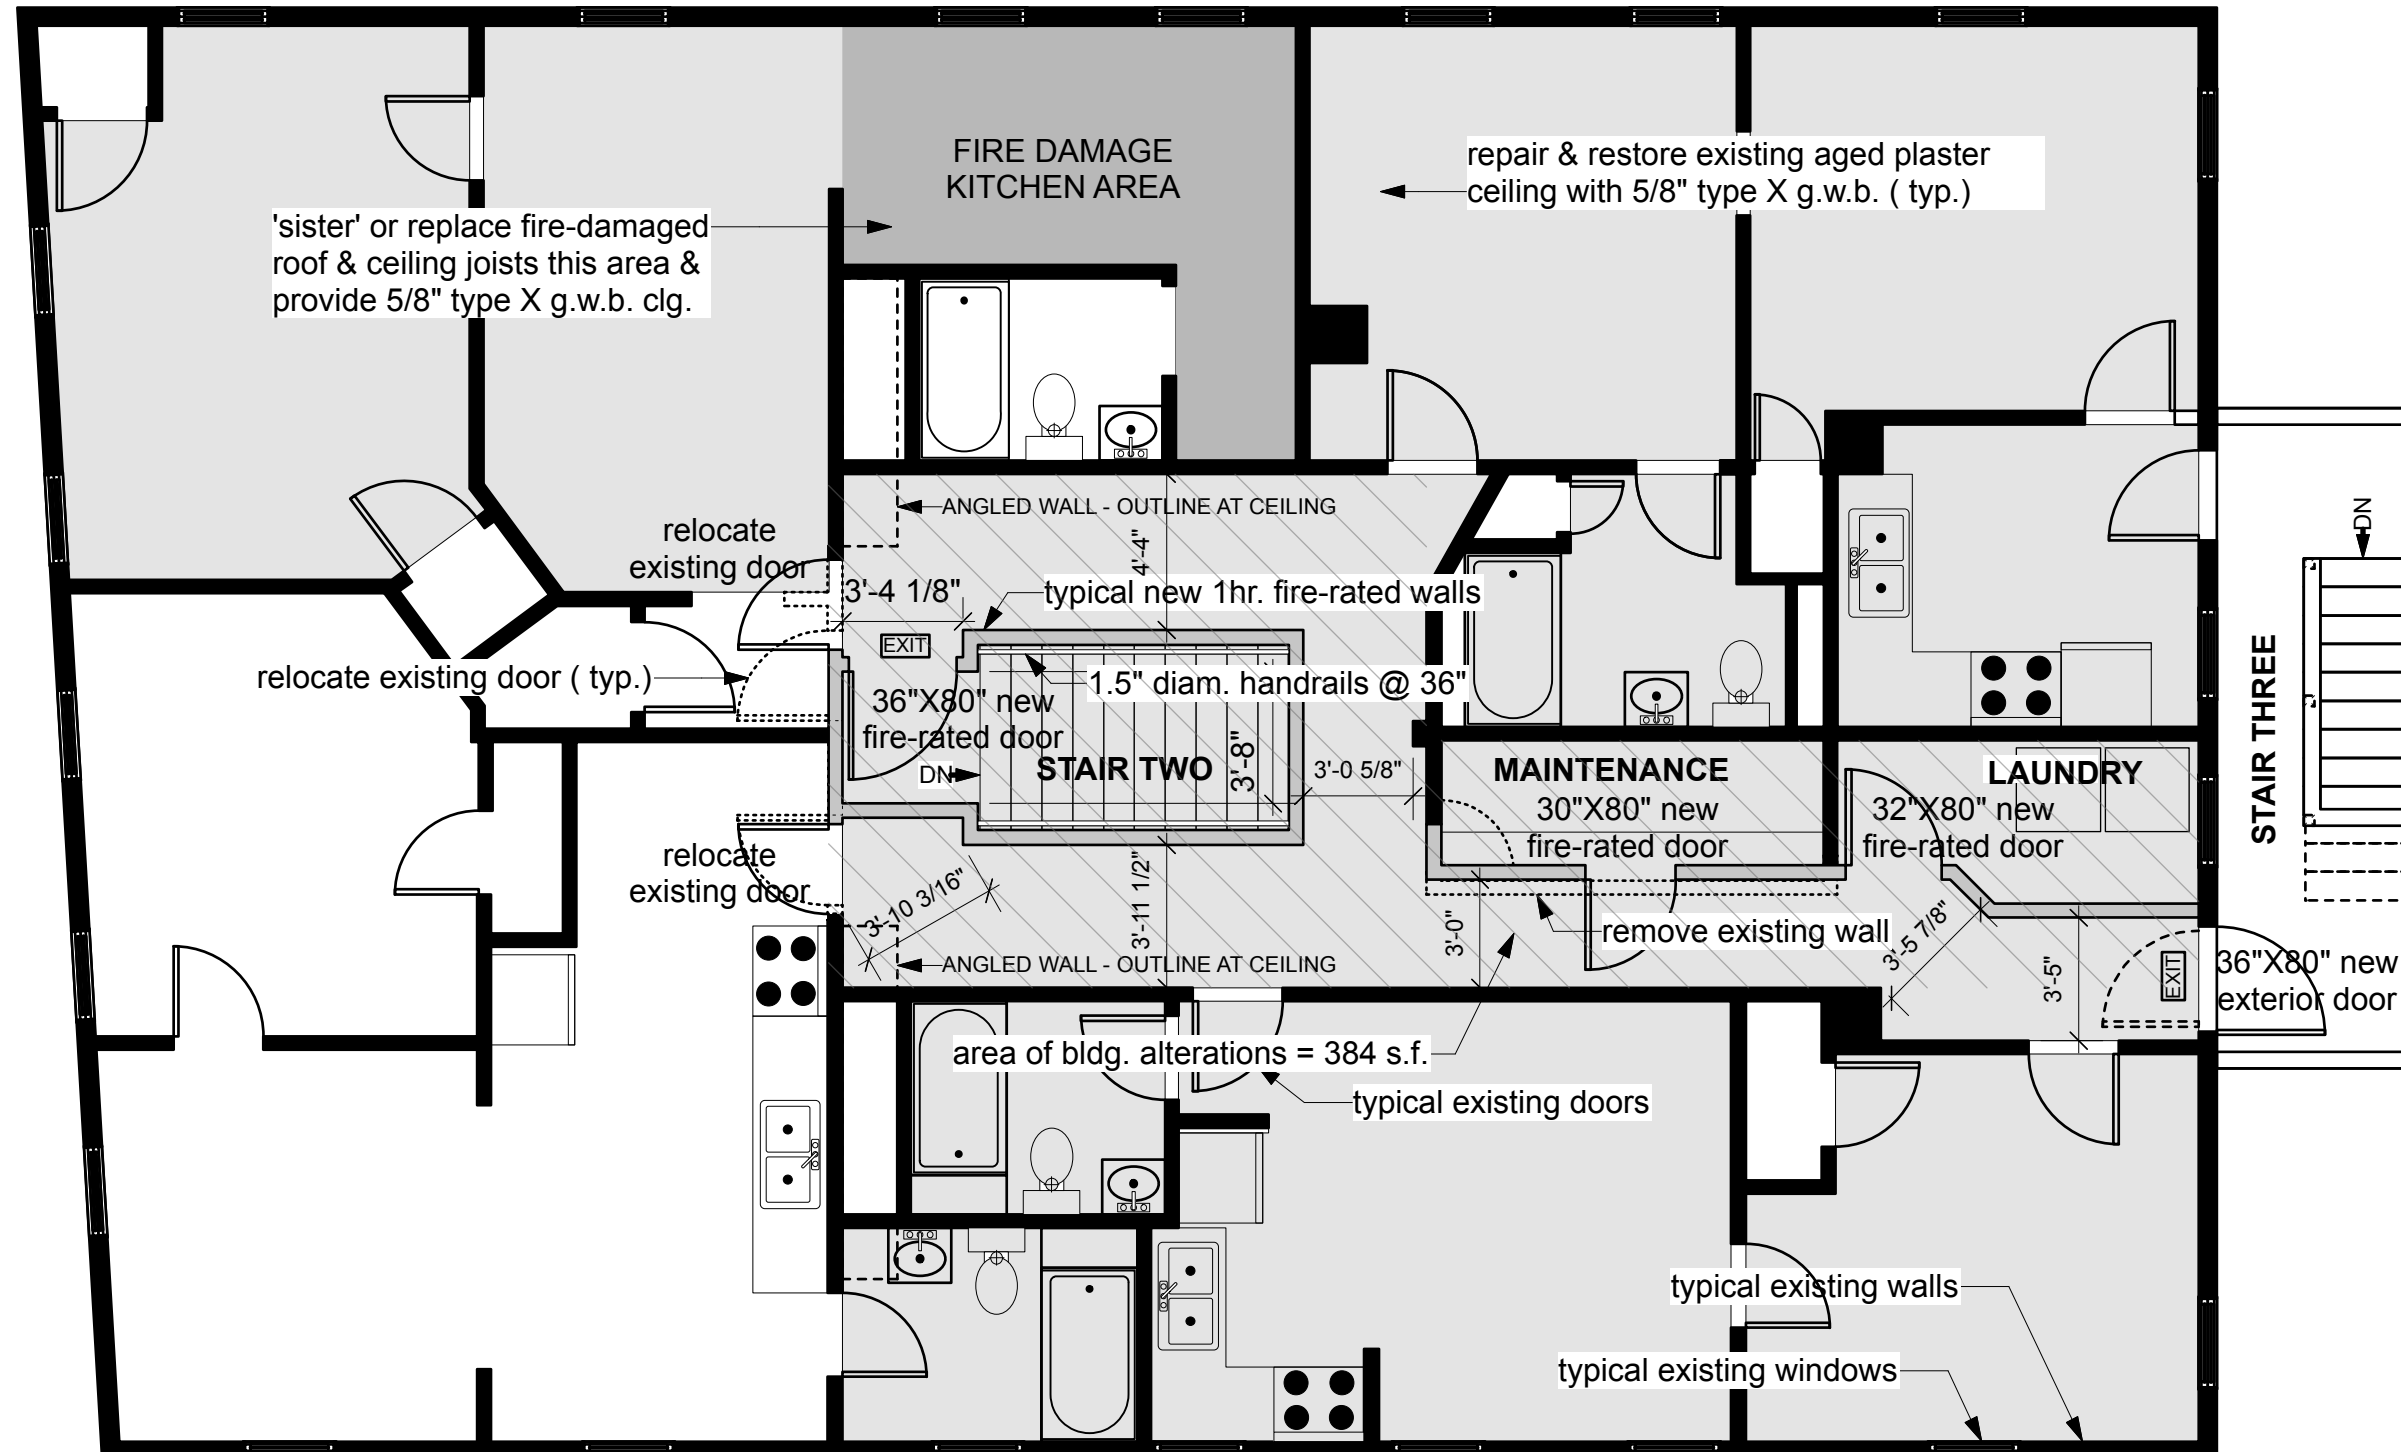 FIRE DAMAGE
KITCHEN AREA
repair & restore existing aged plaster
ceiling with 5/8" type X g.w.b. ( typ.)
'sister' or replace fire-damaged
roof & ceiling joists this area &
provide 5/8" type X g.w.b. clg.
ANGLED WALL - OUTLINE AT CEILING
relocate
existing door
4'-4"
3'-4 1/8"
typical new 1hr. fire-rated walls
EXIT
relocate existing door ( typ.)
1.5" diam. handrails @ 36"
36"X80" new
fire-rated door
DN
STAIR TWO
3'-8"
3'-0 5/8"
MAINTENANCE
30"X80" new
fire-rated door
LAUNDRY
32"X80" new
fire-rated door
DN
STAIR THREE
relocate
existing door
3'-10 3/16"
3'-11 1/2"
3'-0"
remove existing wall
3'-5 7/8"
3'-5"
EXIT
36"X80" new
exterior door
ANGLED WALL - OUTLINE AT CEILING
area of bldg. alterations = 384 s.f.
typical existing doors
typical existing walls
typical existing windows